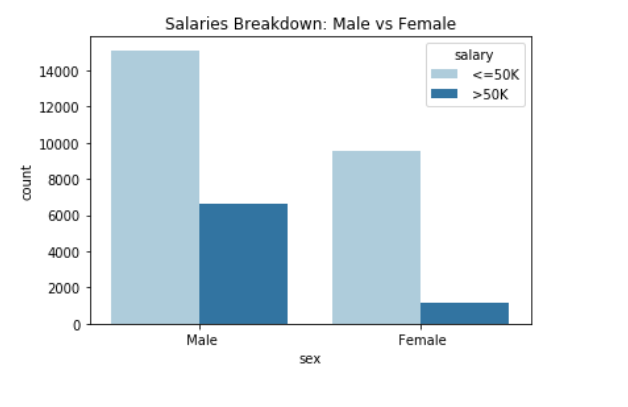 Salaries Breakdown: Male vs Female
salary
<=50K
>50K
count
14000
12000
10000
8000
6000
4000
2000
0
Male
Female
sex